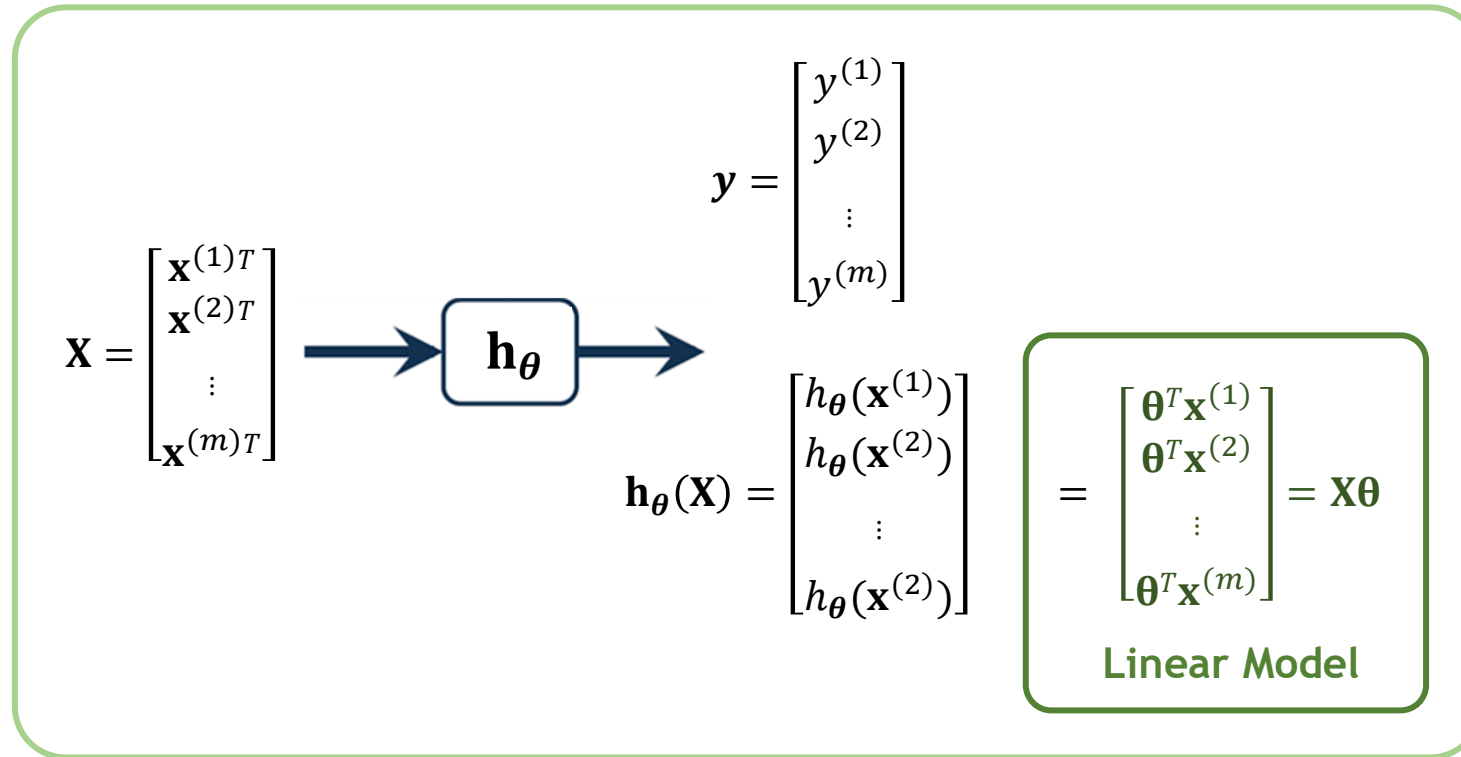 𝐗 = [𝐱^(1)T
𝐱^(2)T
⋮
𝐱^(m)T]
𝐡_𝜽
𝒚 = [y^(1)
y^(2)
⋮
y^(m)]
𝐡_𝜽(𝐗) = [h_𝜽(𝐱^(1))
h_𝜽(𝐱^(2))
⋮
h_𝜽(𝐱^(2))]
= [𝛉^T 𝐱^(1)
𝛉^T 𝐱^(2)
⋮
𝛉^T 𝐱^(m)] = 𝐗𝛉
Linear Model